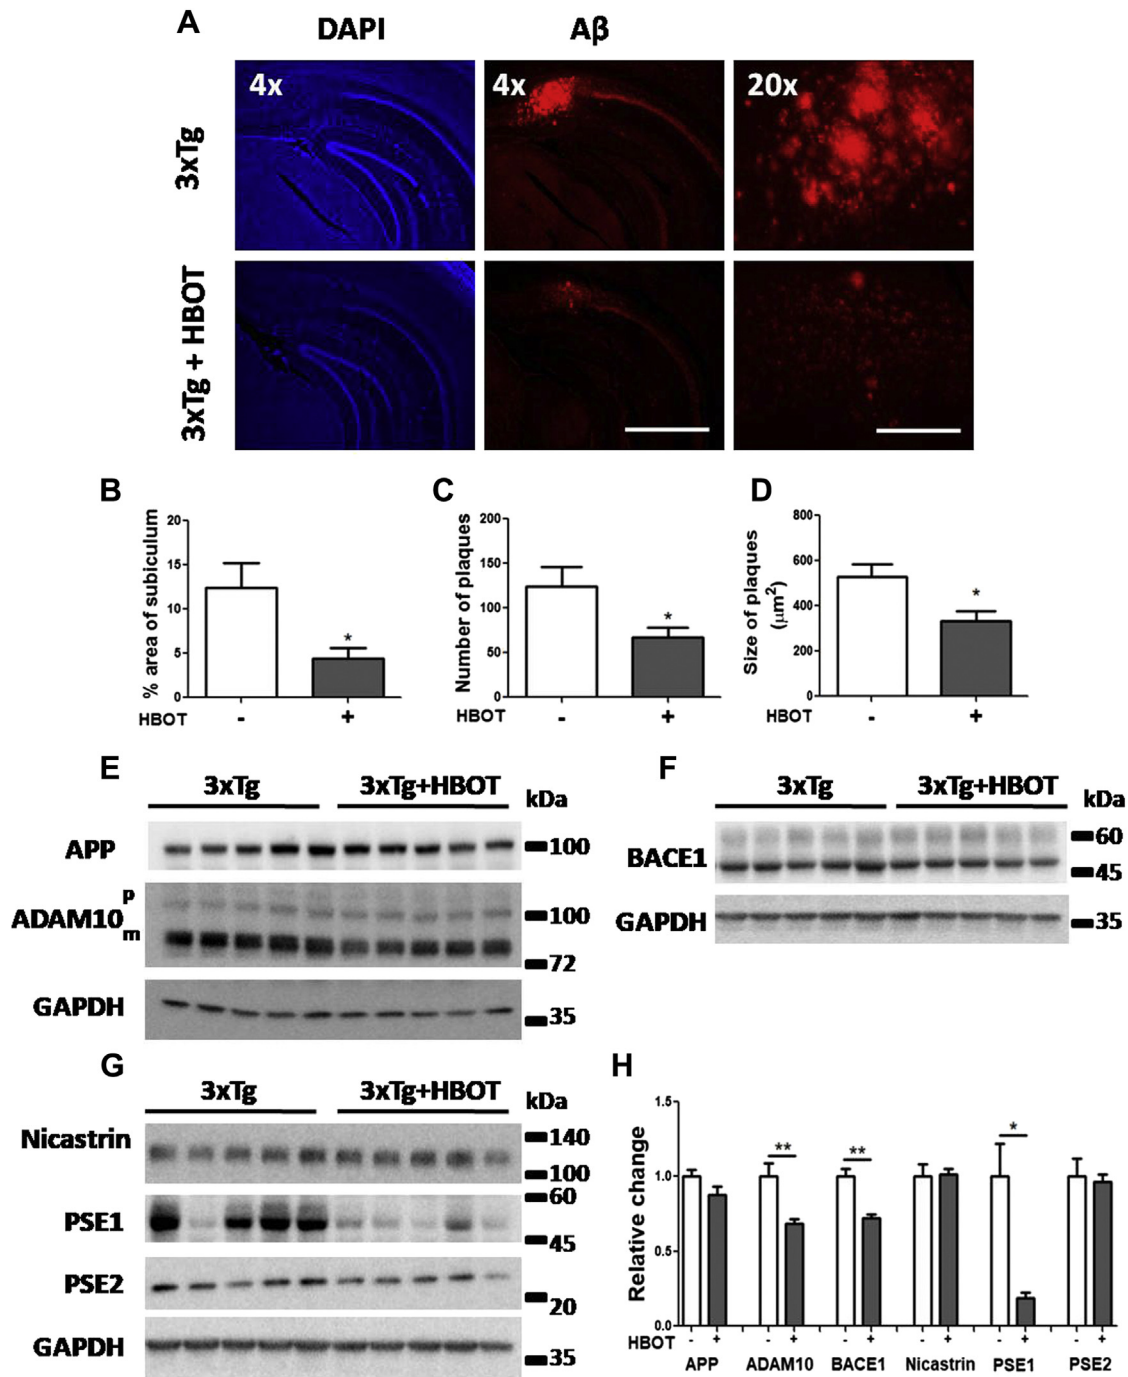 A
DAPI
Aβ
3xTg
4x
4x
20x
3xTg + HBOT
B
% area of subiculum
20
15
10
5
0
HBOT
-
+
*
C
Number of plaques
200
150
100
50
0
HBOT
-
+
*
D
Size of plaques
(μm²)
800
600
400
200
0
HBOT
-
+
*
E
3xTg
3xTg+HBOT
kDa
APP
100
ADAM10
p
m
100
72
GAPDH
35
F
3xTg
3xTg+HBOT
kDa
BACE1
60
45
GAPDH
35
G
3xTg
3xTg+HBOT
kDa
Nicastrin
140
100
PSE1
60
45
PSE2
20
GAPDH
35
H
Relative change
1.5
1.0
0.5
0.0
**
**
*
HBOT
- + - + - + - + - + - +
APP ADAM10 BACE1 Nicastrin PSE1 PSE2